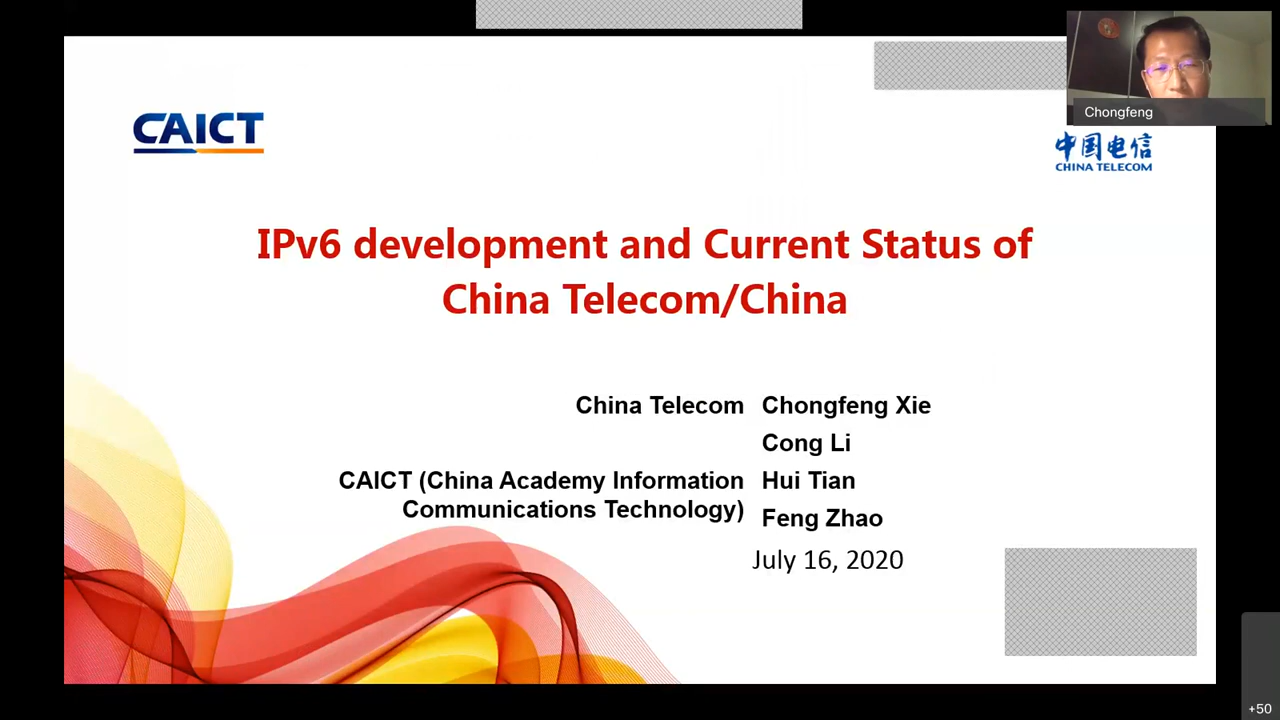 Chongfeng
CAICT
中国电信
CHINA TELECOM
IPv6 development and Current Status of
China Telecom/China
China Telecom Chongfeng Xie
Cong Li
CAICT (China Academy Information Hui Tian
Communications Technology)
Feng Zhao
July 16, 2020
+50